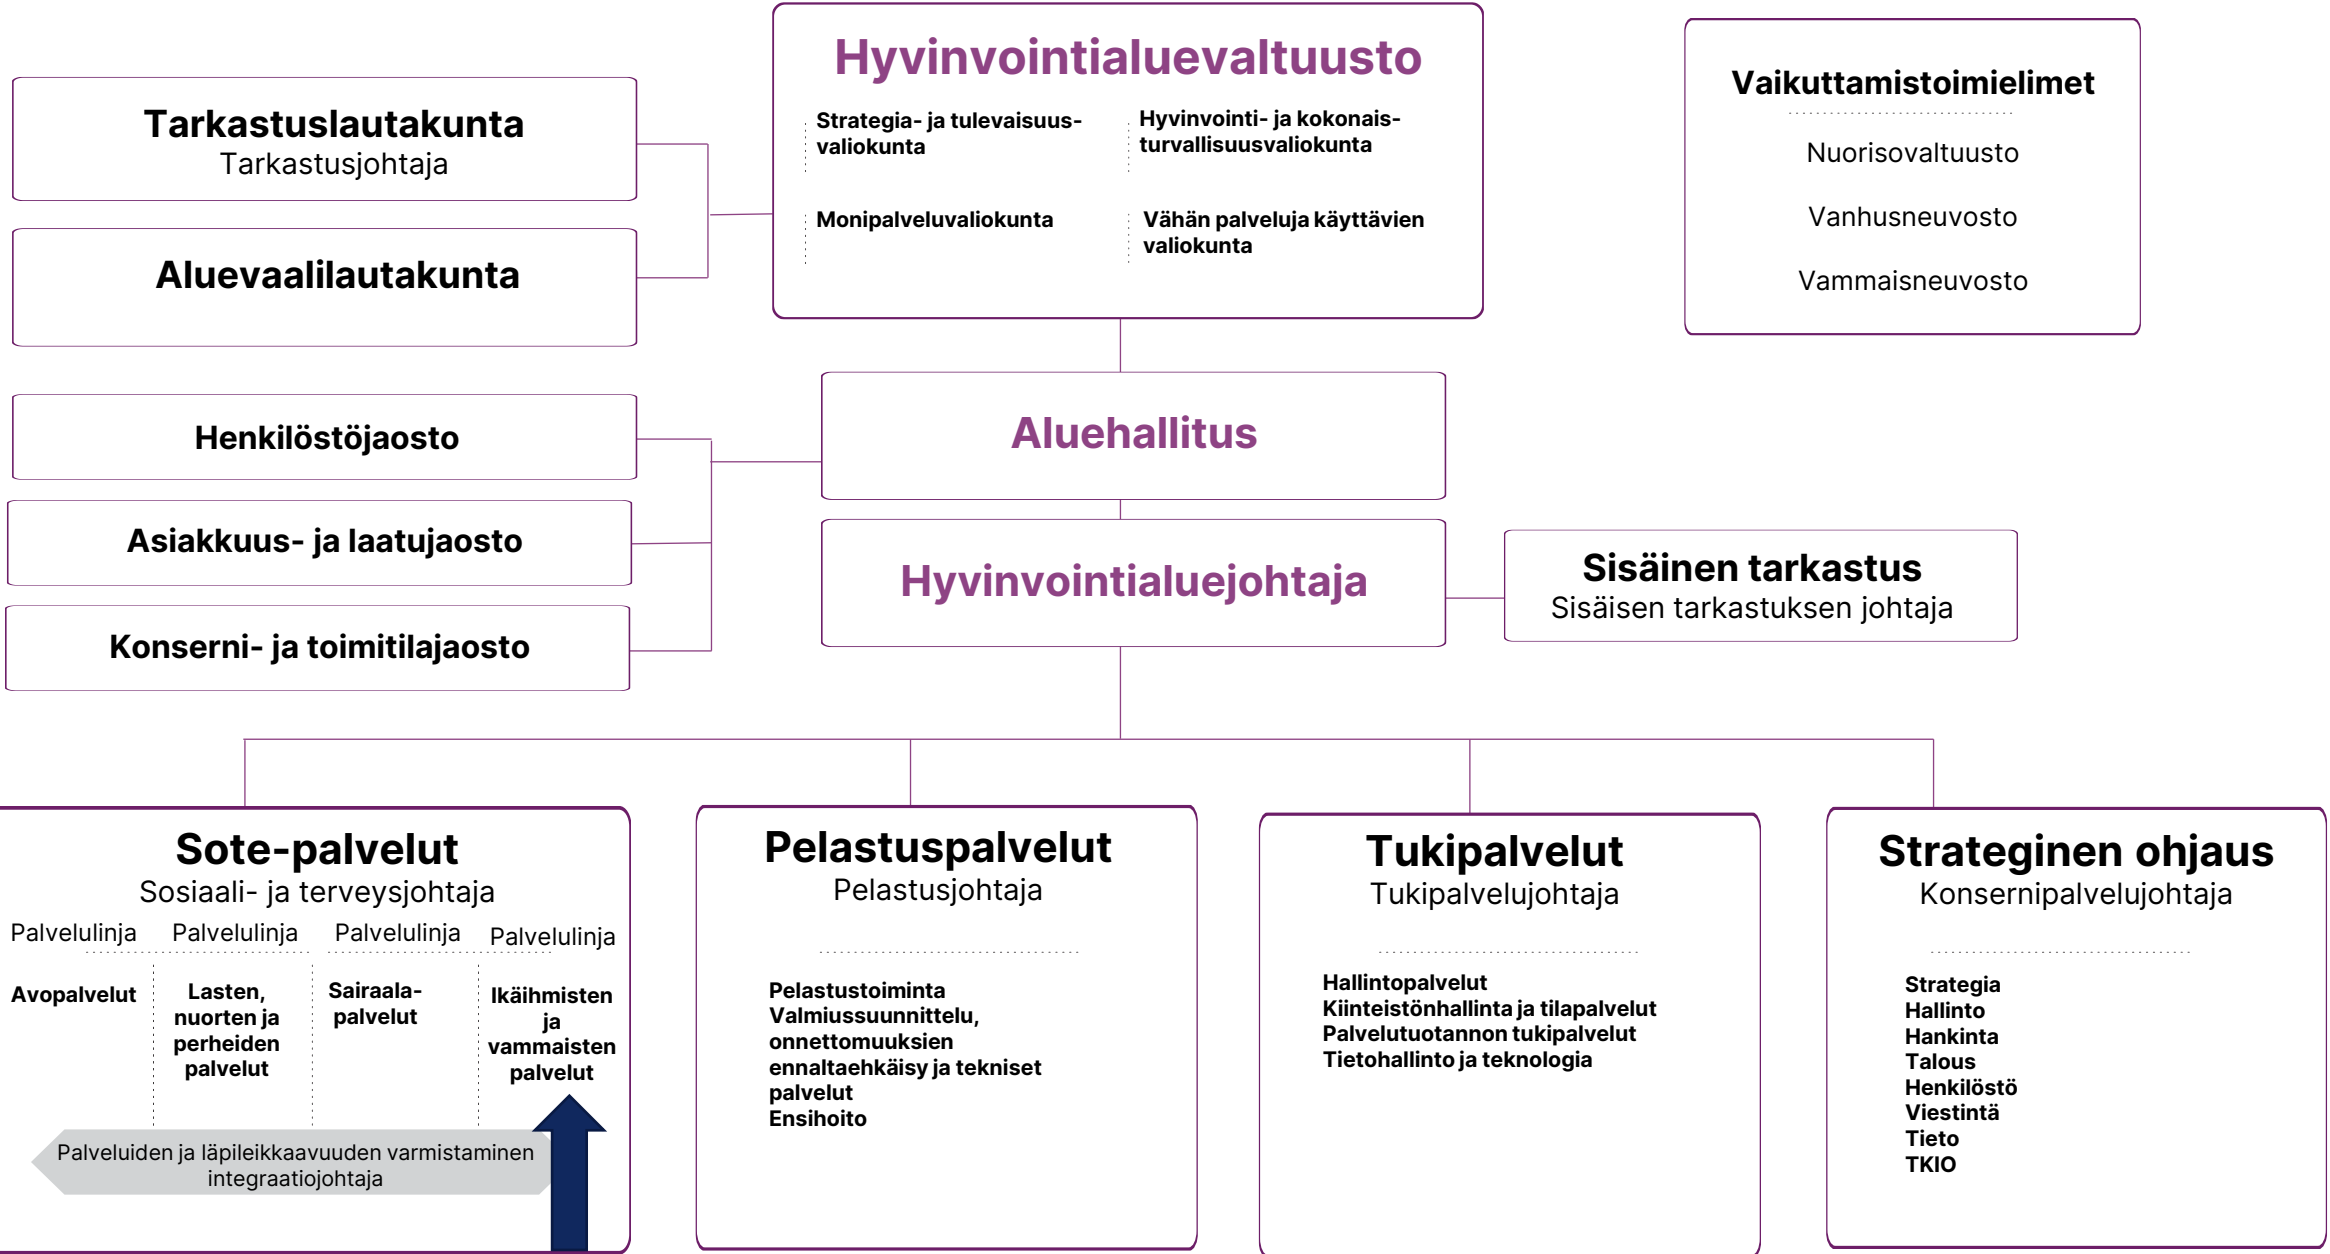 Hyvinvointialuevaltuusto
Strategia- ja tulevaisuus-
valiokunta
Hyvinvointi- ja kokonais-
turvallisuusvaliokunta
Monipalveluvaliokunta
Vähän palveluja käyttävien
valiokunta
Vaikuttamistoimielimet
Nuorisovaltuusto
Vanhusneuvosto
Vammaisneuvosto
Tarkastuslautakunta
Tarkastusjohtaja
Aluevaalilautakunta
Henkilöstöjaosto
Asiakkuus- ja laatujaosto
Konserni- ja toimitilajaosto
Aluehallitus
Hyvinvointialuejohtaja
Sisäinen tarkastus
Sisäisen tarkastuksen johtaja
Sote-palvelut
Sosiaali- ja terveysjohtaja
Palvelulinja
Avopalvelut
Palvelulinja
Lasten,
nuorten ja
perheiden
palvelut
Palvelulinja
Sairaala-
palvelut
Palvelulinja
Ikäihmisten
ja
vammaisten
palvelut
Palveluiden ja läpileikkaavuuden varmistaminen
integraatiojohtaja
Pelastuspalvelut
Pelastusjohtaja
Pelastustoiminta
Valmiussuunnittelu,
onnettomuuksien
ennaltaehkäisy ja tekniset
palvelut
Ensihoito
Tukipalvelut
Tukipalvelujohtaja
Hallintopalvelut
Kiinteistönhallinta ja tilapalvelut
Palvelutuotannon tukipalvelut
Tietohallinto ja teknologia
Strateginen ohjaus
Konsernipalvelujohtaja
Strategia
Hallinto
Hankinta
Talous
Henkilöstö
Viestintä
Tieto
TKIO